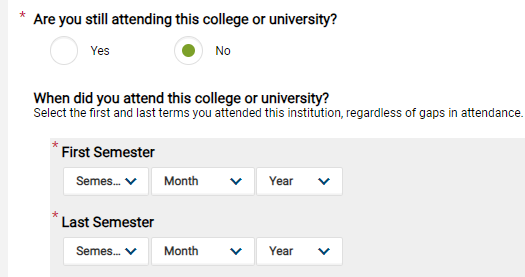 * Are you still attending this college or university?
Yes No
When did you attend this college or university?
Select the first and last terms you attended this institution, regardless of gaps in attendance.
* First Semester
Semes... Month Year
* Last Semester
Semes... Month Year